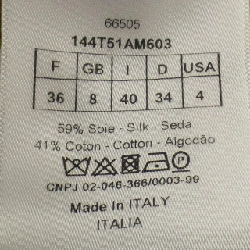 66505
144T51AM603
F GB I D USA
36 8 40 34 4
59% Soie - Silk - Seda
41% Coton - Cotton - Algodão
CNPJ 02-046-366/0003-99
Made In ITALY
ITALIA